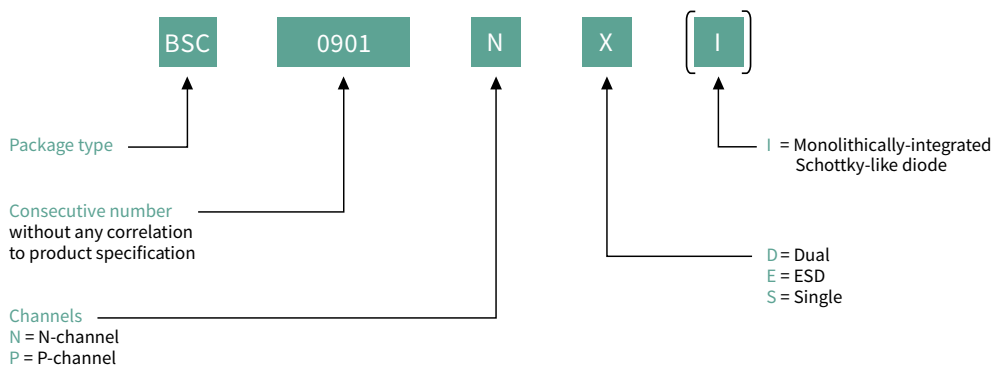 BSC 0901 N X [I]
Package type
I = Monolithically-integrated
Schottky-like diode
Consecutive number
without any correlation
to product specification
D = Dual
E = ESD
S = Single
Channels
N = N-channel
P = P-channel